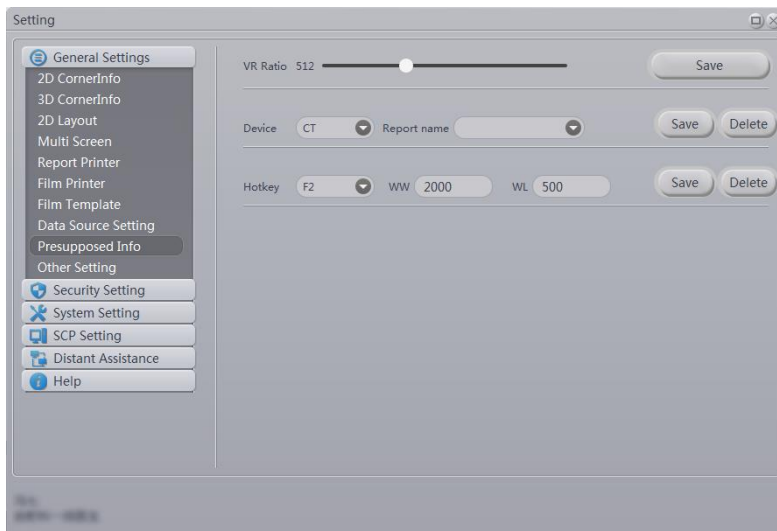 Setting
General Settings
2D CornerInfo
3D CornerInfo
2D Layout
Multi Screen
Report Printer
Film Printer
Film Template
Data Source Setting
Presupposed Info
Other Setting
Security Setting
System Setting
SCP Setting
Distant Assistance
Help
VR Ratio 512 Save
Device CT Report name Save Delete
Hotkey F2 WW 2000 WL 500 Save Delete